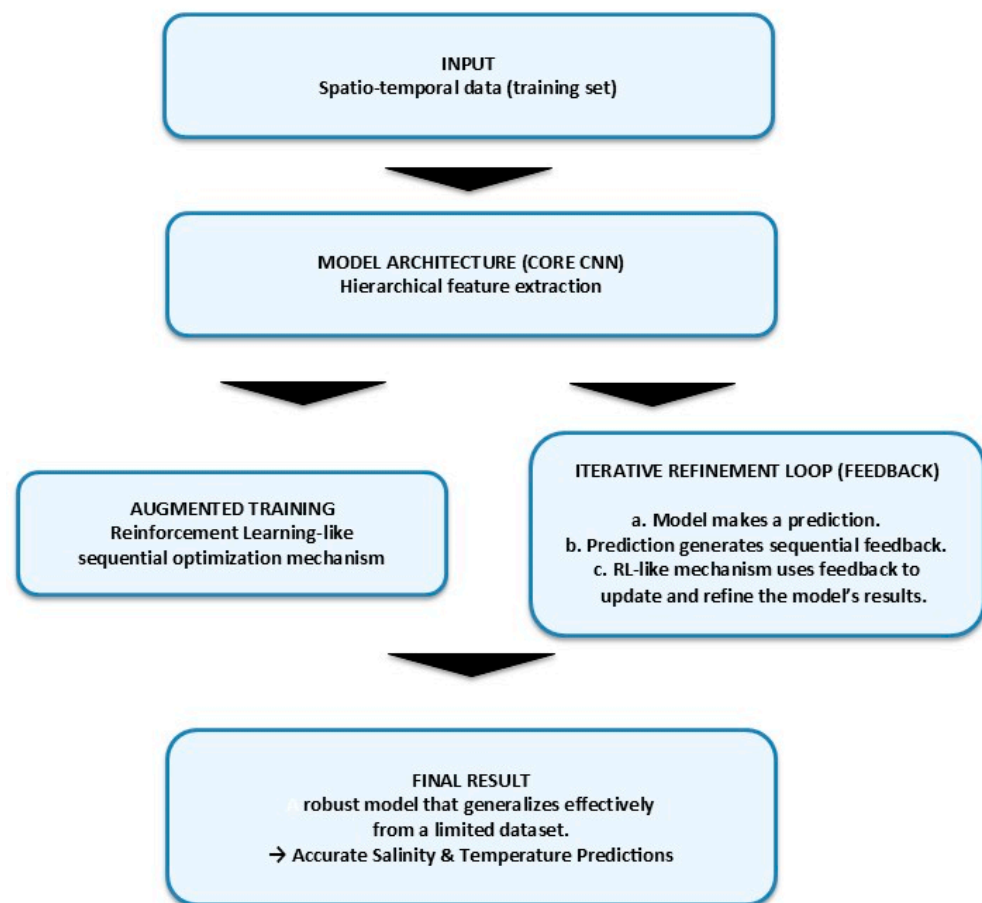 INPUT
Spatio-temporal data (training set)
MODEL ARCHITECTURE (CORE CNN)
Hierarchical feature extraction
AUGMENTED TRAINING
Reinforcement Learning-like
sequential optimization mechanism
ITERATIVE REFINEMENT LOOP (FEEDBACK)
a. Model makes a prediction.
b. Prediction generates sequential feedback.
c. RL-like mechanism uses feedback to
update and refine the model’s results.
FINAL RESULT
A robust model that generalizes effectively
from a limited dataset.
→ Accurate Salinity & Temperature Predictions